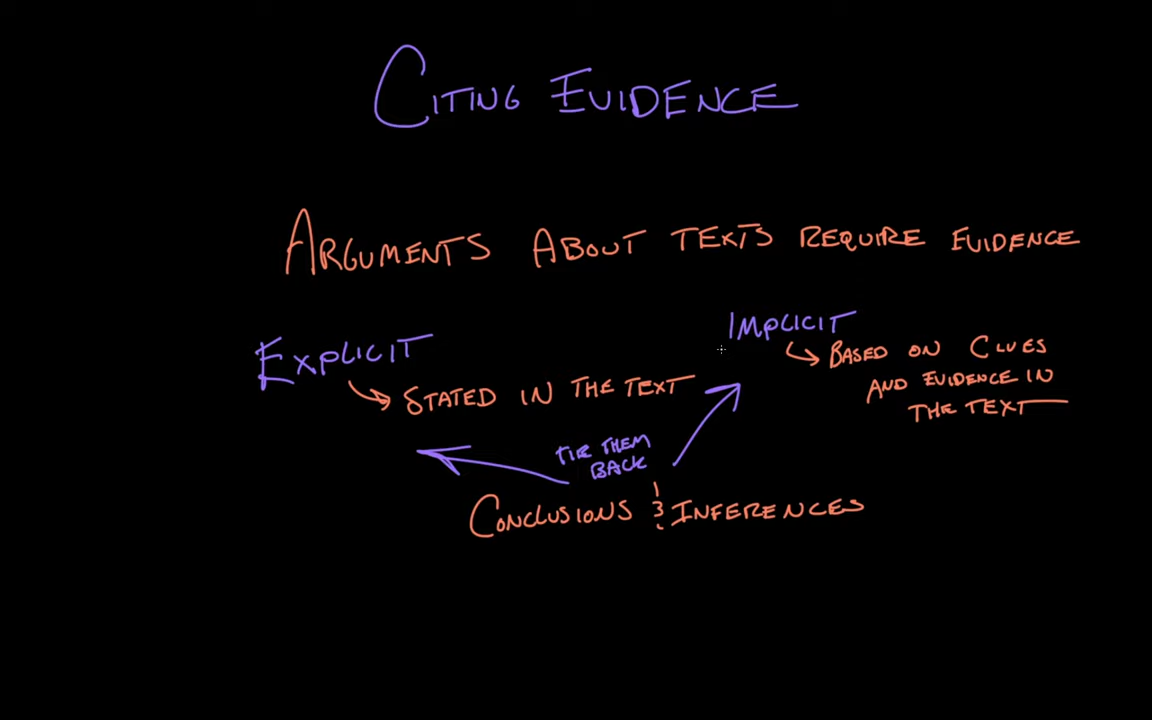 CITING EVIDENCE
ARGUMENTS ABOUT TEXTS REQUIRE EVIDENCE
EXPLICIT
STATED IN THE TEXT
IMPLICIT
BASED ON CLUES
AND EVIDENCE IN
THE TEXT
TIE THEM
BACK
CONCLUSIONS & INFERENCES